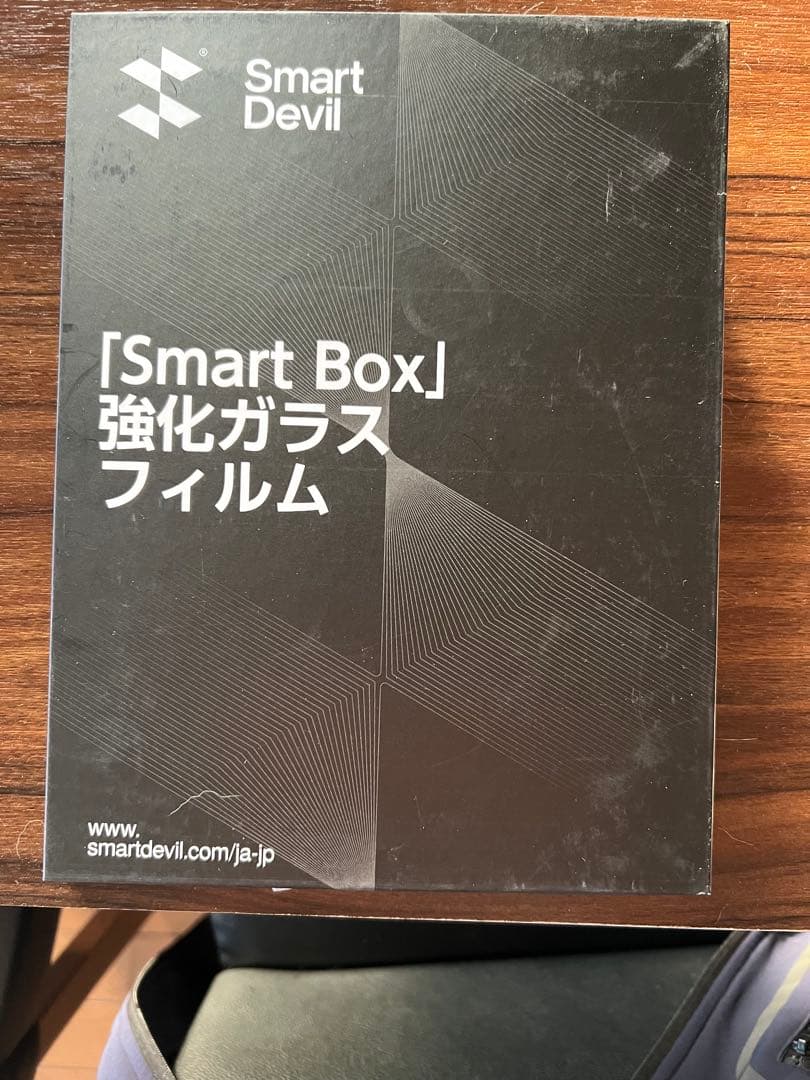 Smart
Devil
®
「Smart Box」
強化ガラス
フィルム
www.
smartdevil.com/ja-jp